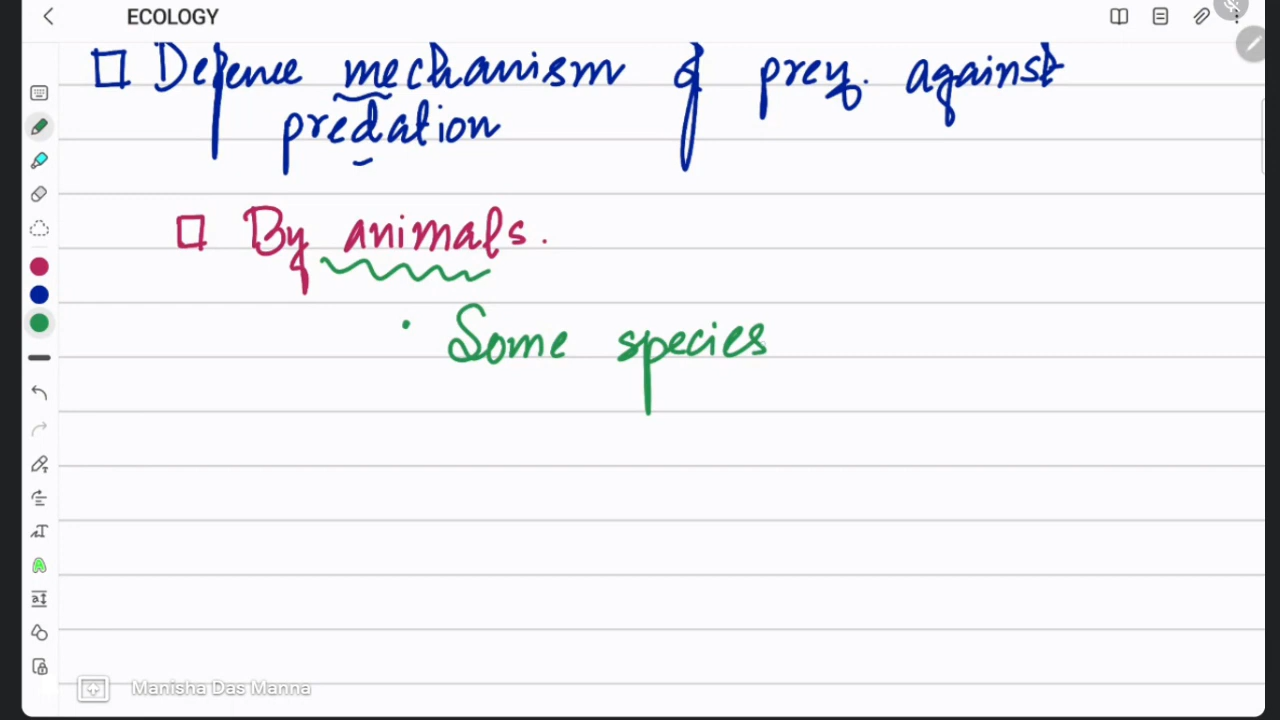 ECOLOGY
Defence mechanism of prey. against
predation
By animals.
Some species
Manisha Das Manna